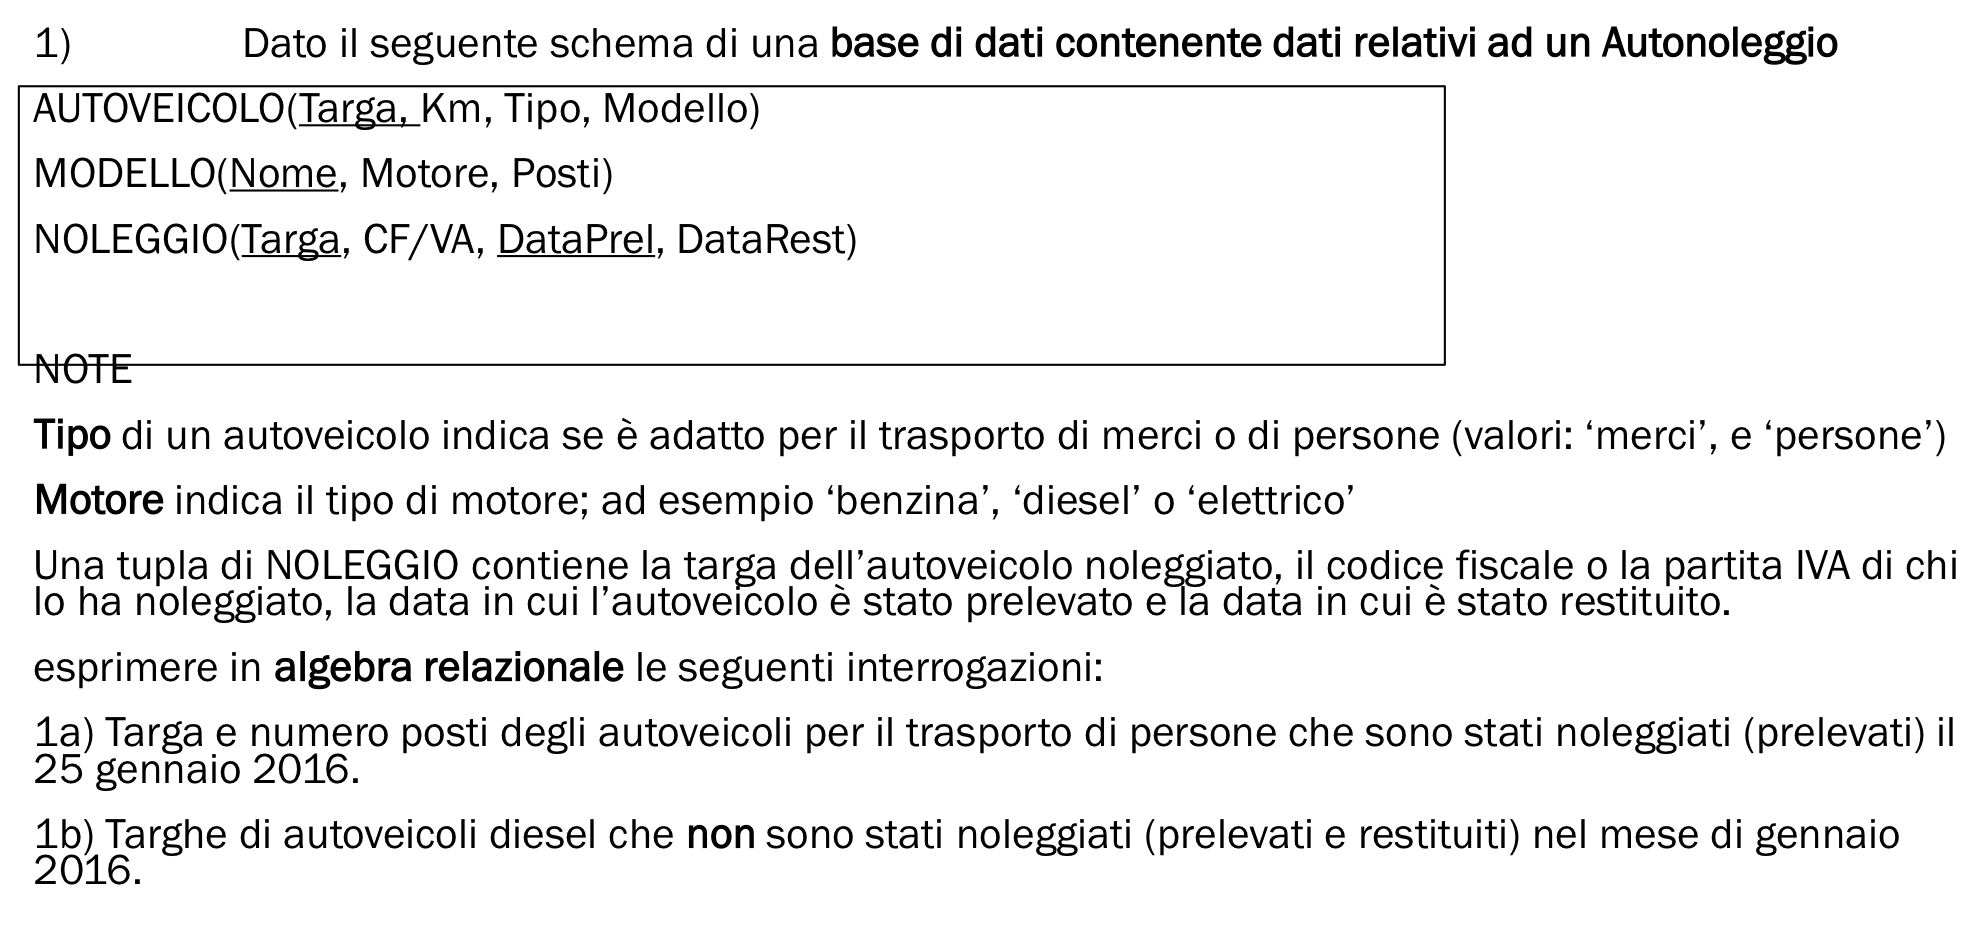 1) Dato il seguente schema di una base di dati contenente dati relativi ad un Autonoleggio
AUTOVEICOLO(Targa, Km, Tipo, Modello)
MODELLO(Nome, Motore, Posti)
NOLEGGIO(Targa, CF/VA, DataPrel, DataRest)
NOTE
Tipo di un autoveicolo indica se è adatto per il trasporto di merci o di persone (valori: ‘merci’, e ‘persone’)
Motore indica il tipo di motore; ad esempio ‘benzina’, ‘diesel’ o ‘elettrico’
Una tupla di NOLEGGIO contiene la targa dell’autoveicolo noleggiato, il codice fiscale o la partita IVA di chi
lo ha noleggiato, la data in cui l’autoveicolo è stato prelevato e la data in cui è stato restituito.
esprimere in algebra relazionale le seguenti interrogazioni:
1a) Targa e numero posti degli autoveicoli per il trasporto di persone che sono stati noleggiati (prelevati) il
25 gennaio 2016.
1b) Targhe di autoveicoli diesel che non sono stati noleggiati (prelevati e restituiti) nel mese di gennaio
2016.